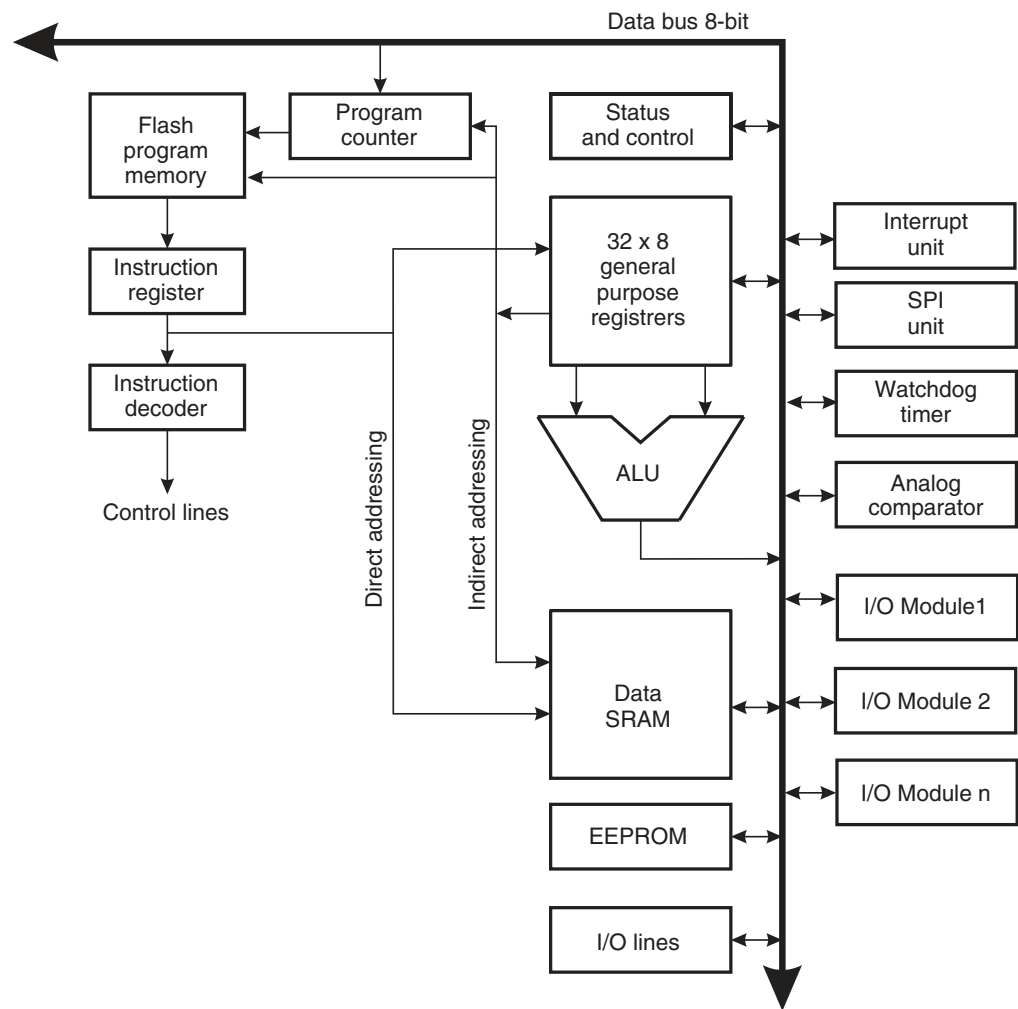 Data bus 8-bit
Flash
program
memory
Program
counter
Status
and control
Instruction
register
32 x 8
general
purpose
registrers
Interrupt
unit
SPI
unit
Instruction
decoder
Watchdog
timer
Control lines
Direct addressing
Indirect addressing
ALU
Analog
comparator
I/O Module1
Data
SRAM
I/O Module 2
I/O Module n
EEPROM
I/O lines